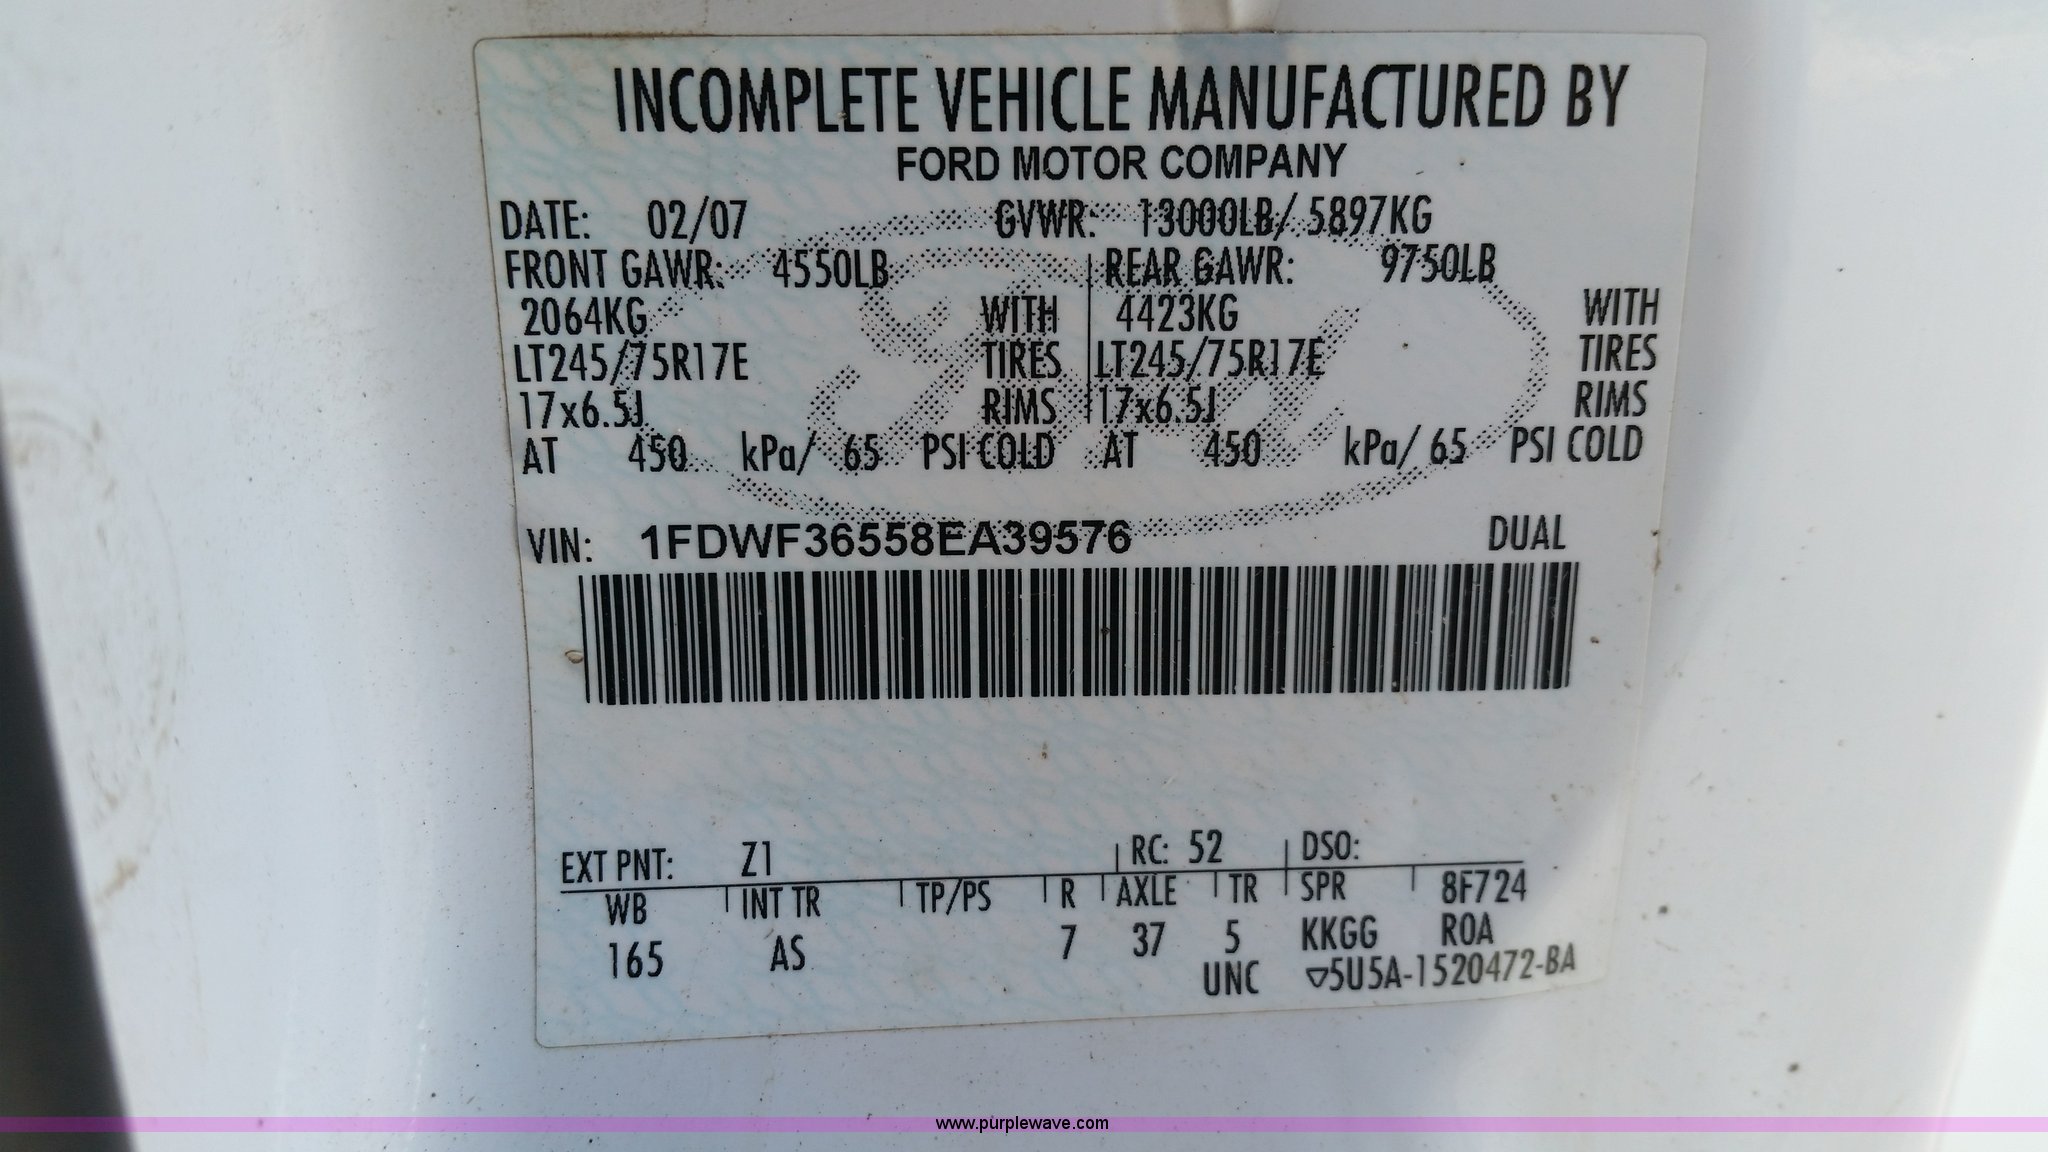 INCOMPLETE VEHICLE MANUFACTURED BY
FORD MOTOR COMPANY
DATE: 02/07 GVWR: 13000LB/ 5897KG
FRONT GAWR: 4550LB REAR GAWR: 9750LB
2064KG WITH 4423KG WITH
LT245/75R17E TIRES LT245/75R17E TIRES
17x6.5J RIMS 17x6.5J RIMS
AT 450 kPa/ 65 PSI COLD AT 450 kPa/ 65 PSI COLD
VIN: 1FDWF36558EA39576 DUAL
EXT PNT: Z1 RC: 52 DSO:
WB INT TR TP/PS R AXLE TR SPR 8F724
165 AS 7 37 5 KKGG ROA
UNC ▽5U5A-1520472-BA
www.purplewave.com